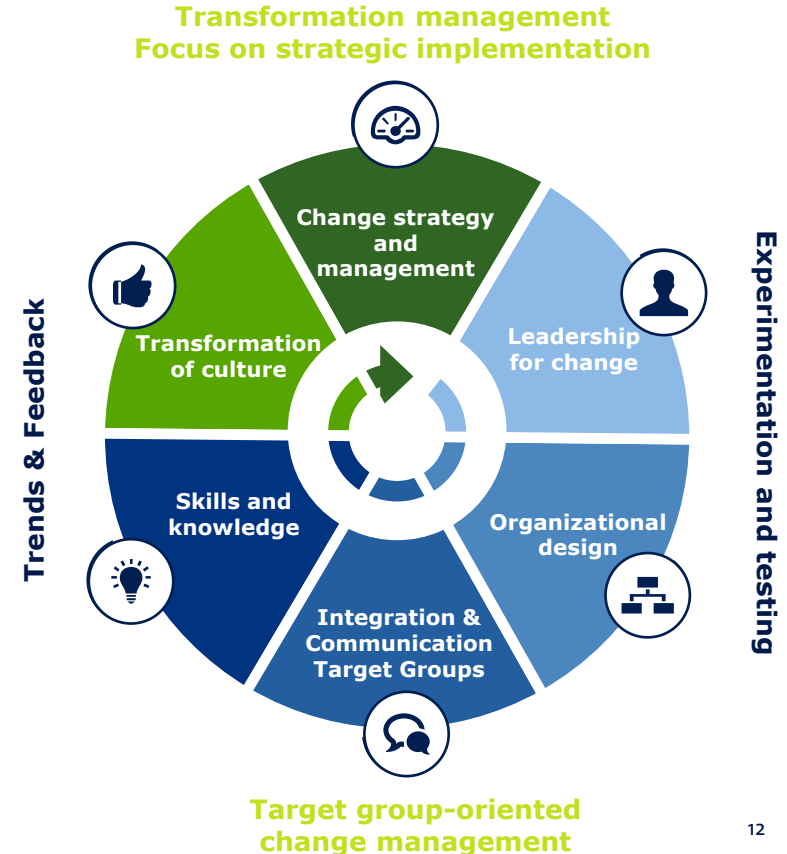 Transformation management
Focus on strategic implementation
Change strategy
and
management
Leadership
for change
Organizational
design
Integration &
Communication
Target Groups
Skills and
knowledge
Transformation
of culture
Trends & Feedback
Experimentation and testing
Target group-oriented
change management
12